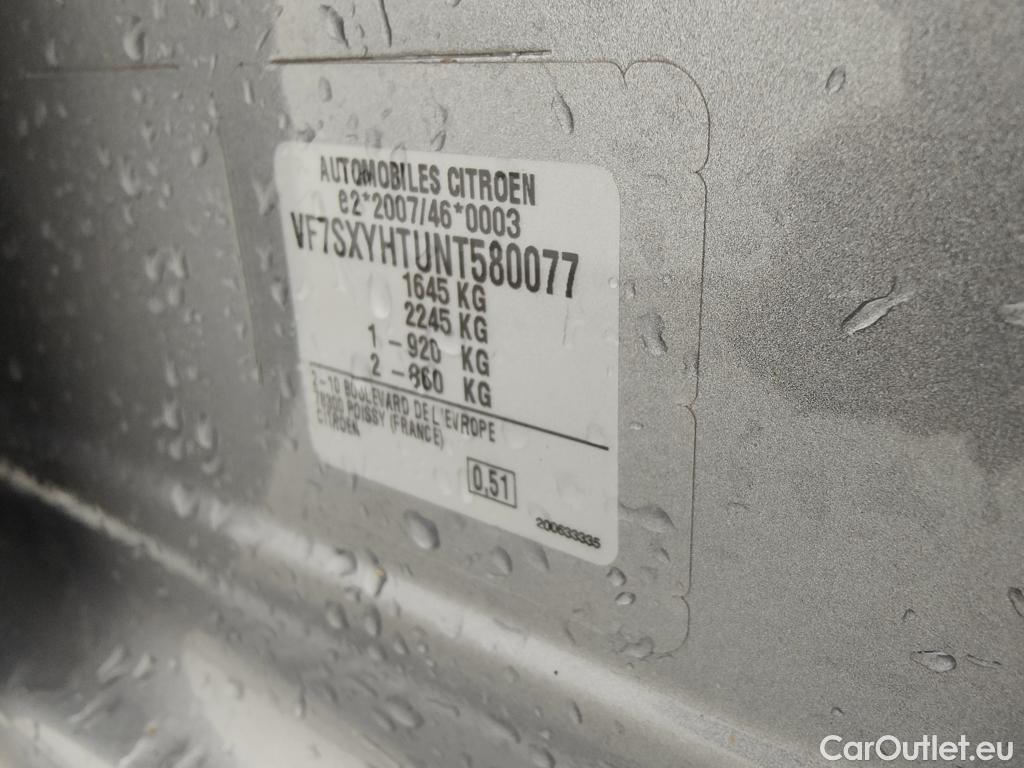 AUTOMOBILES CITROEN
e2*2007/46*0003
VF7SXYHTUNT580077
1645 KG
2245 KG
1 - 920 KG
2 - 860 KG
2-10 BOULEVARD DE L'EVROPE
78300 POISSY (FRANCE)
CITROEN
0.51
200633335
CarOutlet.eu